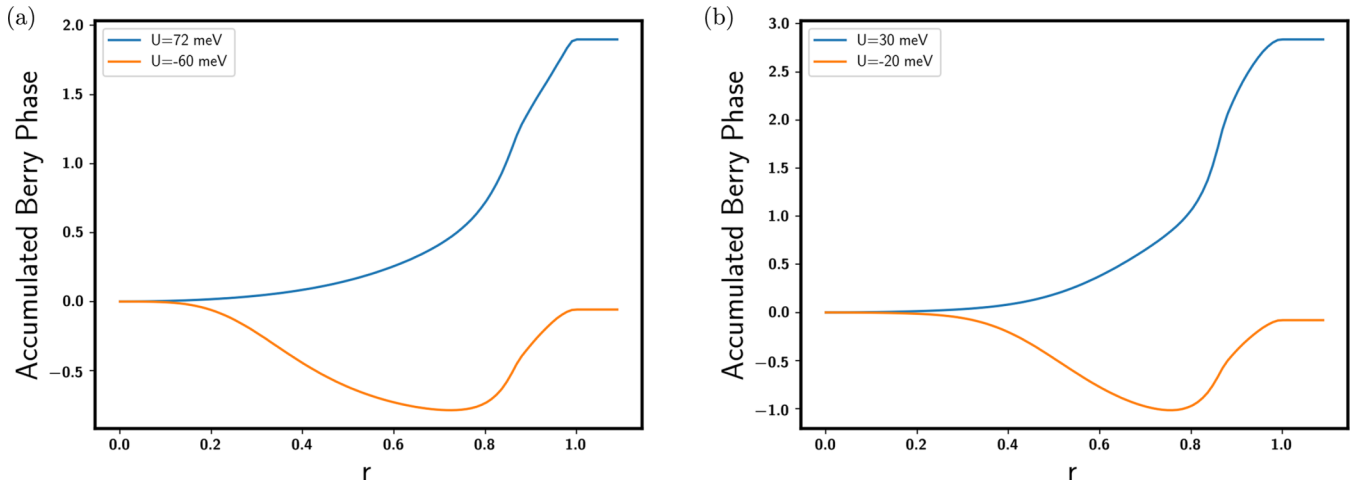 (a)
U=72 meV
U=-60 meV
Accumulated Berry Phase
2.0
1.5
1.0
0.5
0.0
−0.5
0.0 0.2 0.4 0.6 0.8 1.0
r
(b)
U=30 meV
U=-20 meV
Accumulated Berry Phase
3.0
2.5
2.0
1.5
1.0
0.5
0.0
−0.5
−1.0
0.0 0.2 0.4 0.6 0.8 1.0
r